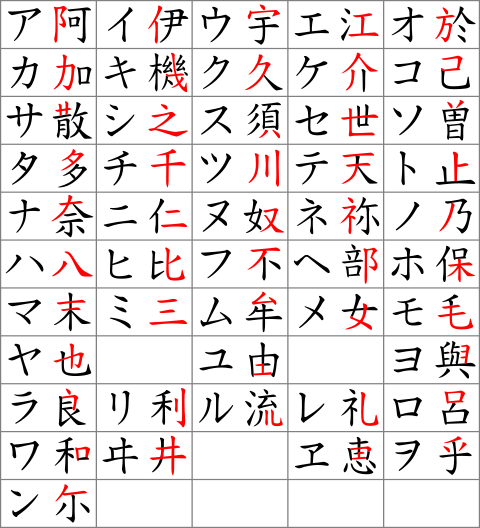 ア阿 イ伊 ウ宇 エ江 オ於
カ加 キ機 ク久 ケ介 コ己
サ散 シ之 ス須 セ世 ソ曽
タ多 チ千 ツ川 テ天 ト止
ナ奈 ニ仁 ヌ奴 ネ祢 ノ乃
ハ八 ヒ比 フ不 ヘ部 ホ保
マ末 ミ三 ム牟 メ女 モ毛
ヤ也 ユ由 ヨ與
ラ良 リ利 ル流 レ礼 ロ呂
ワ和 ヰ井 ヱ恵 ヲ乎
ン尓